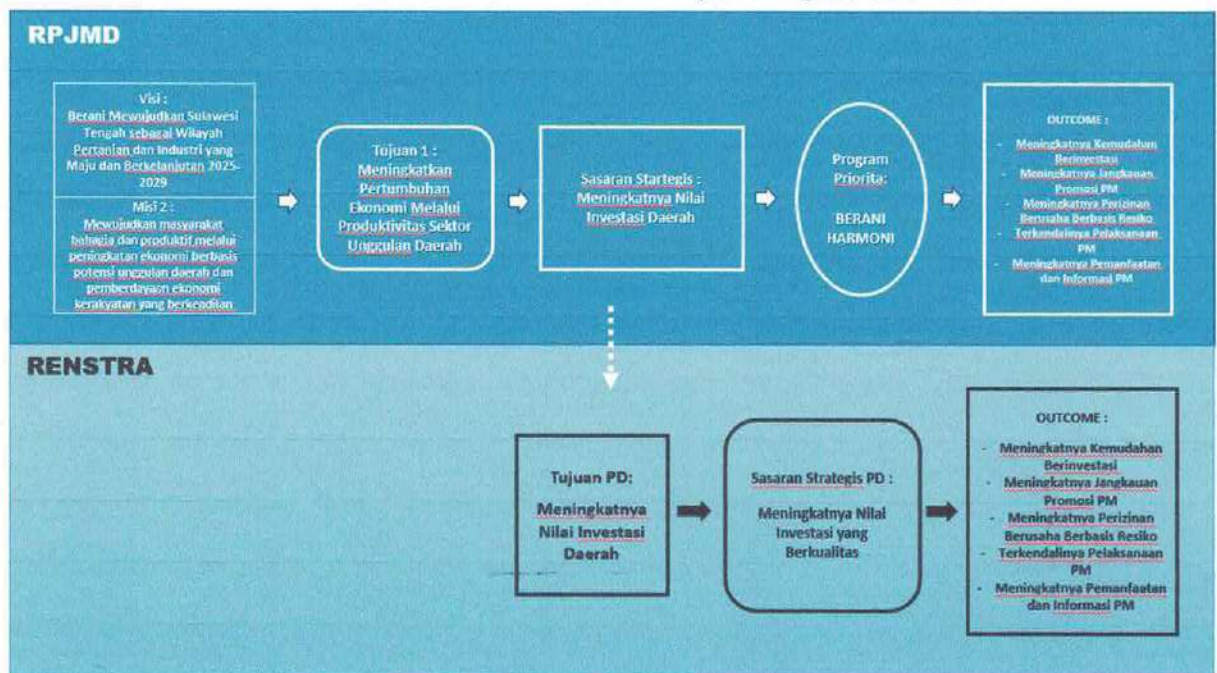 RPJMD
Visi :
Berani Mewujudkan Sulawesi
Tengah sebagai Wilayah
Pertanian dan Industri yang
Maju dan Berkelanjutan 2025-
2029
Misi 2 :
Mewujudkan masyarakat
bahagia dan produktif melalui
peningkatan ekonomi berbasis
potensi unggulan daerah dan
pemberdayasn ekonomi
kerakyatan yang berkeadilan
Tojuan 1 :
Meningkatkan
Pertumbuhan
Ekonomi Melalui
Produktivitas Sektor
Unggulan Daerah
Sasaran Startegis :
Meningkatnya Nilai
Investasi Daerah
Program
Priorita:
BERANI
HARMONI
OUTCOME :
- Meningkatnya Kemudahan
Berinvestasi
- Meningkatnya Jangkauan
Promosi PM
- Meningkatnya Perizinan
Berusaha Berbasis Resiko
- Terkendalinya Pelaksanaan
PM
- Meningkatnya Pemanfaatan
dan Informasi PM
RENSTRA
Tujuan PD:
Meningkatnya
Nilai Investasi
Daerah
Sasaran Strategis PD :
Meningkatnya Nilai
Investasi yang
Berkualitas
OUTCOME :
- Meningkatnya Kemudahan
Berinvestasi
- Meningkatnya Jangkauan
Promosi PM
- Meningkatnya Perizinan
Berusaha Berbasis Resiko
- Terkendalinya Pelaksanaan
PM
- Meningkatnya Pemanfaatan
dan Informasi PM